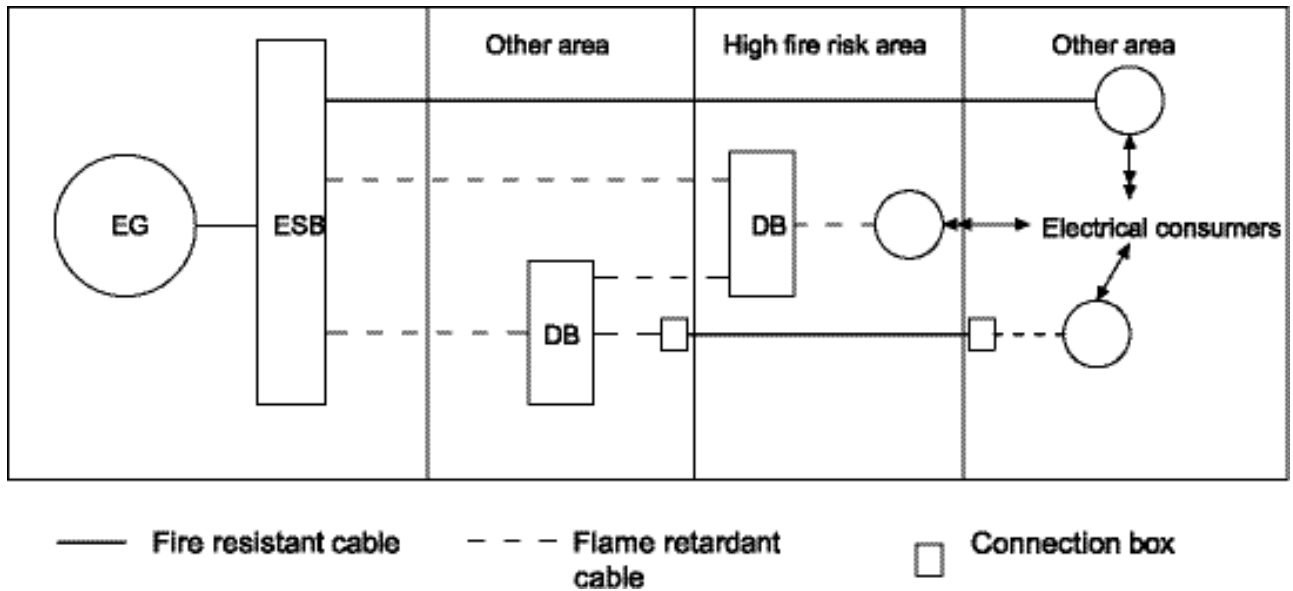 Other area
High fire risk area
Other area
EG
ESB
DB
Electrical consumers
DB
Fire resistant cable
Flame retardant
cable
Connection box